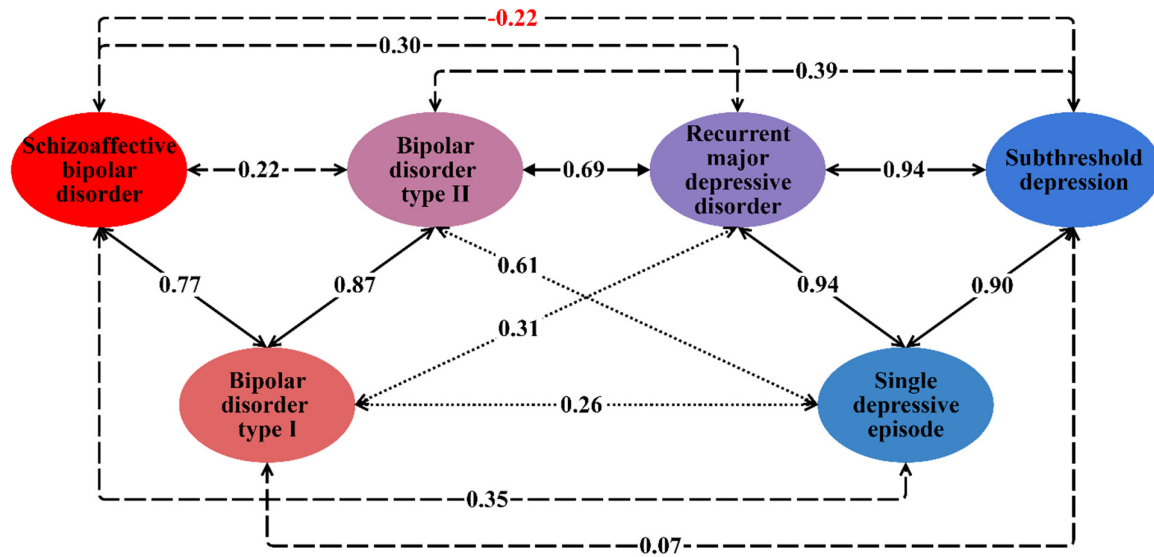 -0.22
0.30
0.39
Schizoaffective
bipolar
disorder
0.22
Bipolar
disorder
type II
0.69
Recurrent
major
depressive
disorder
0.94
Subthreshold
depression
0.77
0.87
0.61
0.31
0.94
0.90
Bipolar
disorder
type I
0.26
Single
depressive
episode
0.35
0.07